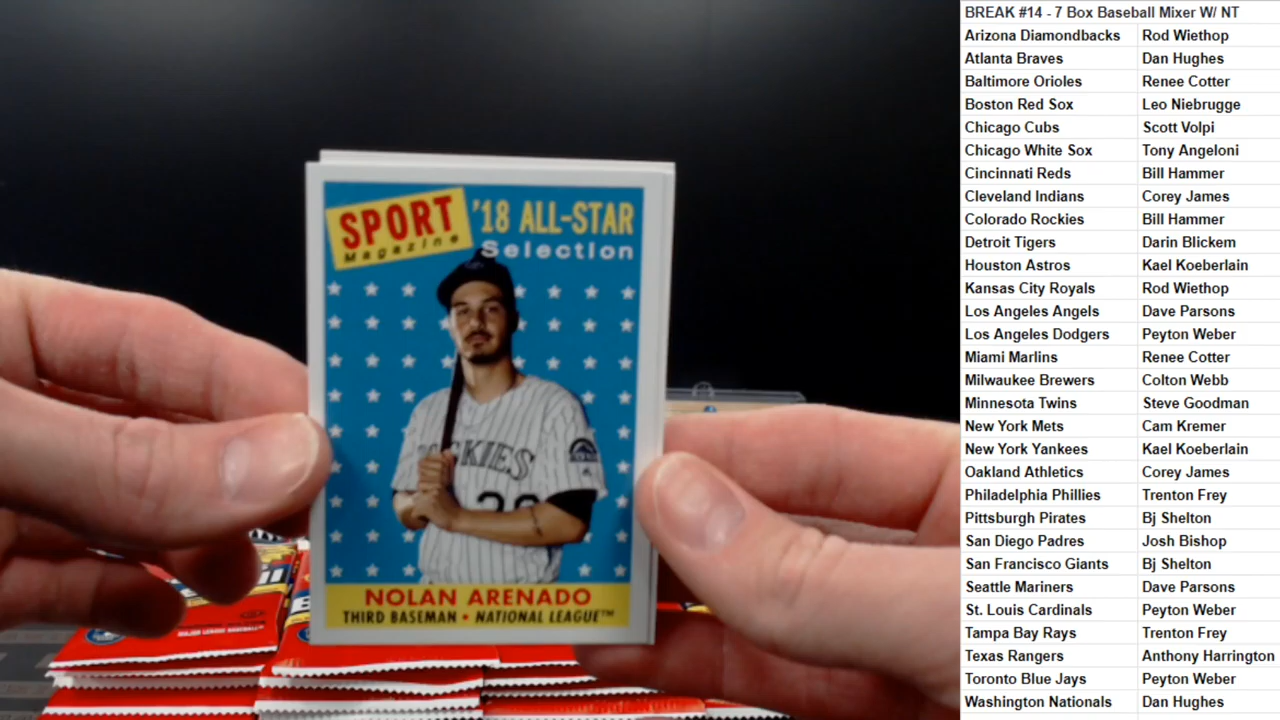 SPORT
Magazine
'18 ALL-STAR
Selection
NOLAN ARENADO
THIRD BASEMAN • NATIONAL LEAGUE™
BREAK #14 - 7 Box Baseball Mixer W/ NT
Arizona Diamondbacks Rod Wiethop
Atlanta Braves Dan Hughes
Baltimore Orioles Renee Cotter
Boston Red Sox Leo Niebrugge
Chicago Cubs Scott Volpi
Chicago White Sox Tony Angeloni
Cincinnati Reds Bill Hammer
Cleveland Indians Corey James
Colorado Rockies Bill Hammer
Detroit Tigers Darin Blickem
Houston Astros Kael Koeberlain
Kansas City Royals Rod Wiethop
Los Angeles Angels Dave Parsons
Los Angeles Dodgers Peyton Weber
Miami Marlins Renee Cotter
Milwaukee Brewers Colton Webb
Minnesota Twins Steve Goodman
New York Mets Cam Kremer
New York Yankees Kael Koeberlain
Oakland Athletics Corey James
Philadelphia Phillies Trenton Frey
Pittsburgh Pirates Bj Shelton
San Diego Padres Josh Bishop
San Francisco Giants Bj Shelton
Seattle Mariners Dave Parsons
St. Louis Cardinals Peyton Weber
Tampa Bay Rays Trenton Frey
Texas Rangers Anthony Harrington
Toronto Blue Jays Peyton Weber
Washington Nationals Dan Hughes